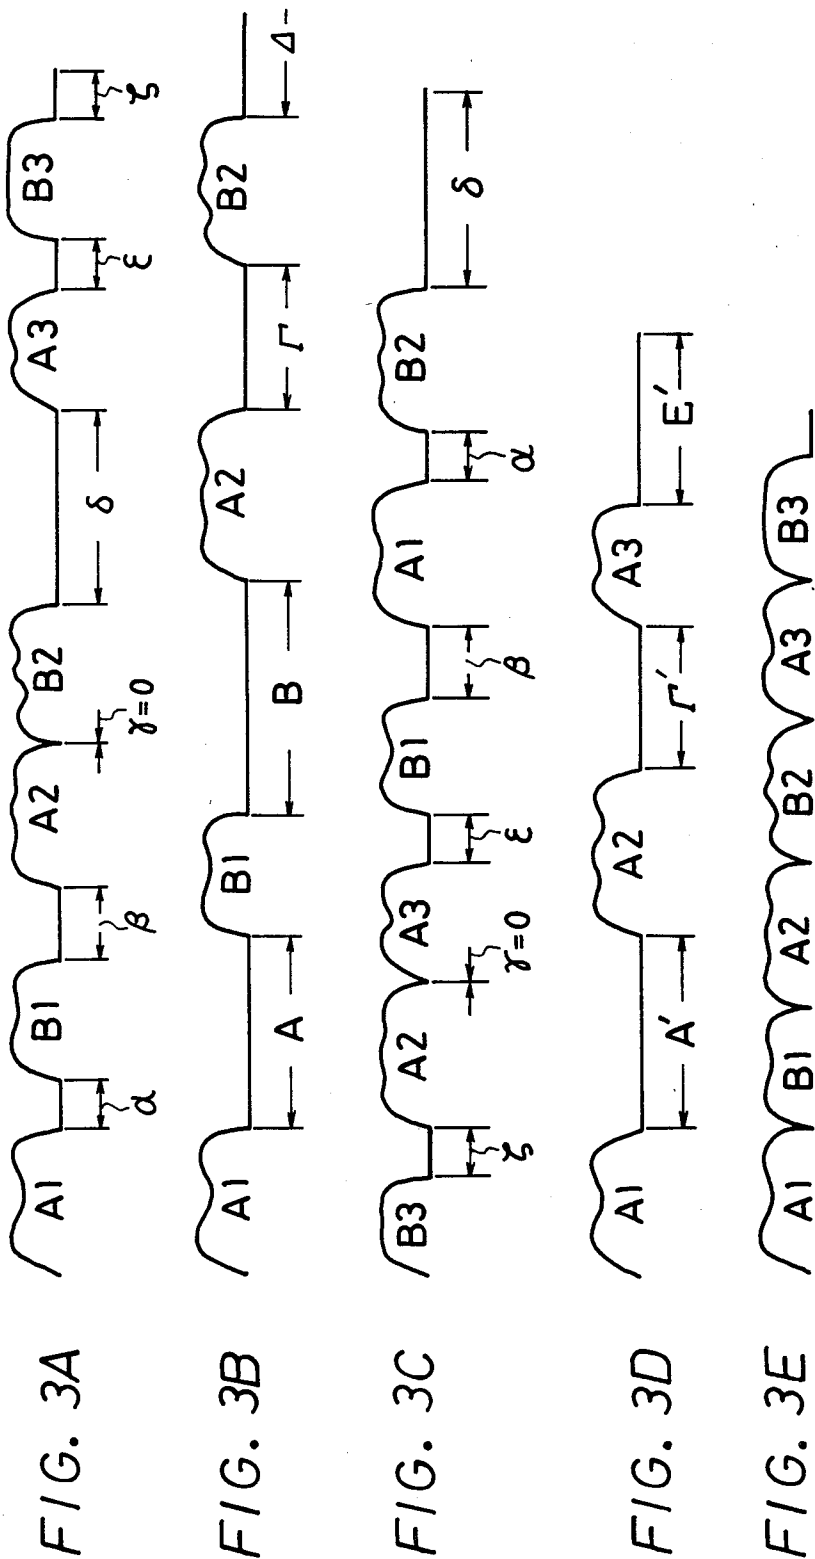 FIG. 3A
A1 B1 A2 B2 A3 B3
α β γ=0 δ ε ζ
FIG. 3B
A1 B1 A2 B2
A B Γ Δ
FIG. 3C
B3 A2 A3 B1 A1 B2
ζ γ=0 ε β α δ
FIG. 3D
A1 A2 A3
A′ Γ′ E′
FIG. 3E
A1 B1 A2 B2 A3 B3